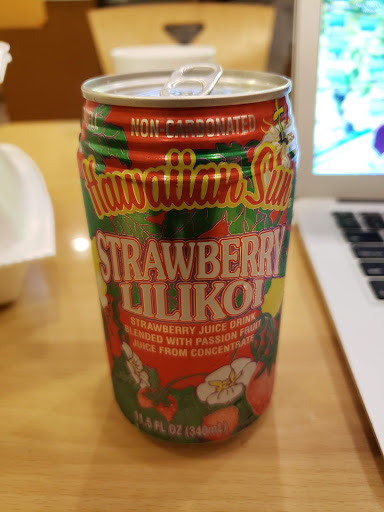 NON-CARBONATED
Hawaiian Sun
STRAWBERRY
LILIKOI
STRAWBERRY JUICE DRINK
BLENDED WITH PASSION FRUIT
JUICE FROM CONCENTRATE
11.5 FL OZ (340mL)